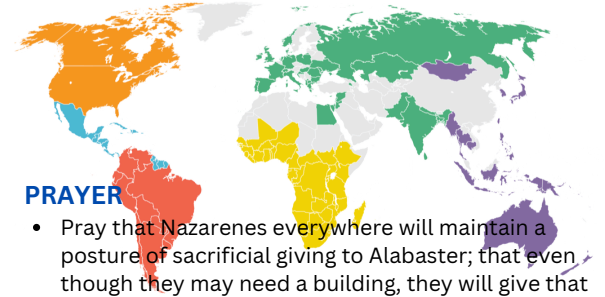 PRAYER
• Pray that Nazarenes everywhere will maintain a
posture of sacrificial giving to Alabaster; that even
though they may need a building, they will give that